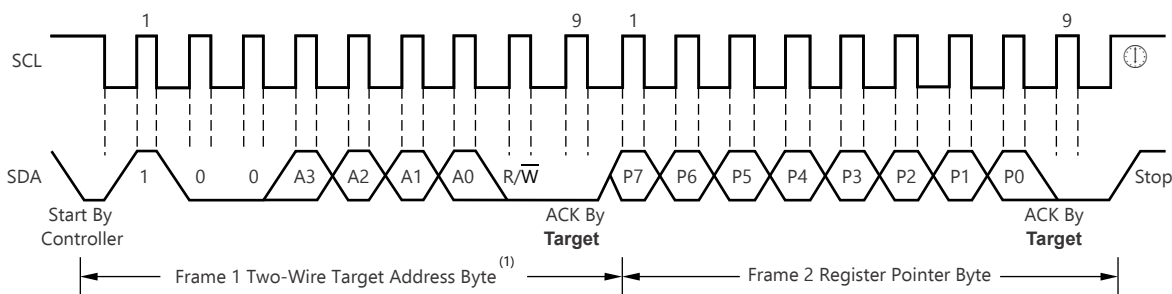 1 9 1 9
SCL
SDA
1 0 0 A3 A2 A1 A0 R/W̅ P7 P6 P5 P4 P3 P2 P1 P0 Stop
Start By
Controller
ACK By
Target
ACK By
Target
Frame 1 Two-Wire Target Address Byte(1)
Frame 2 Register Pointer Byte